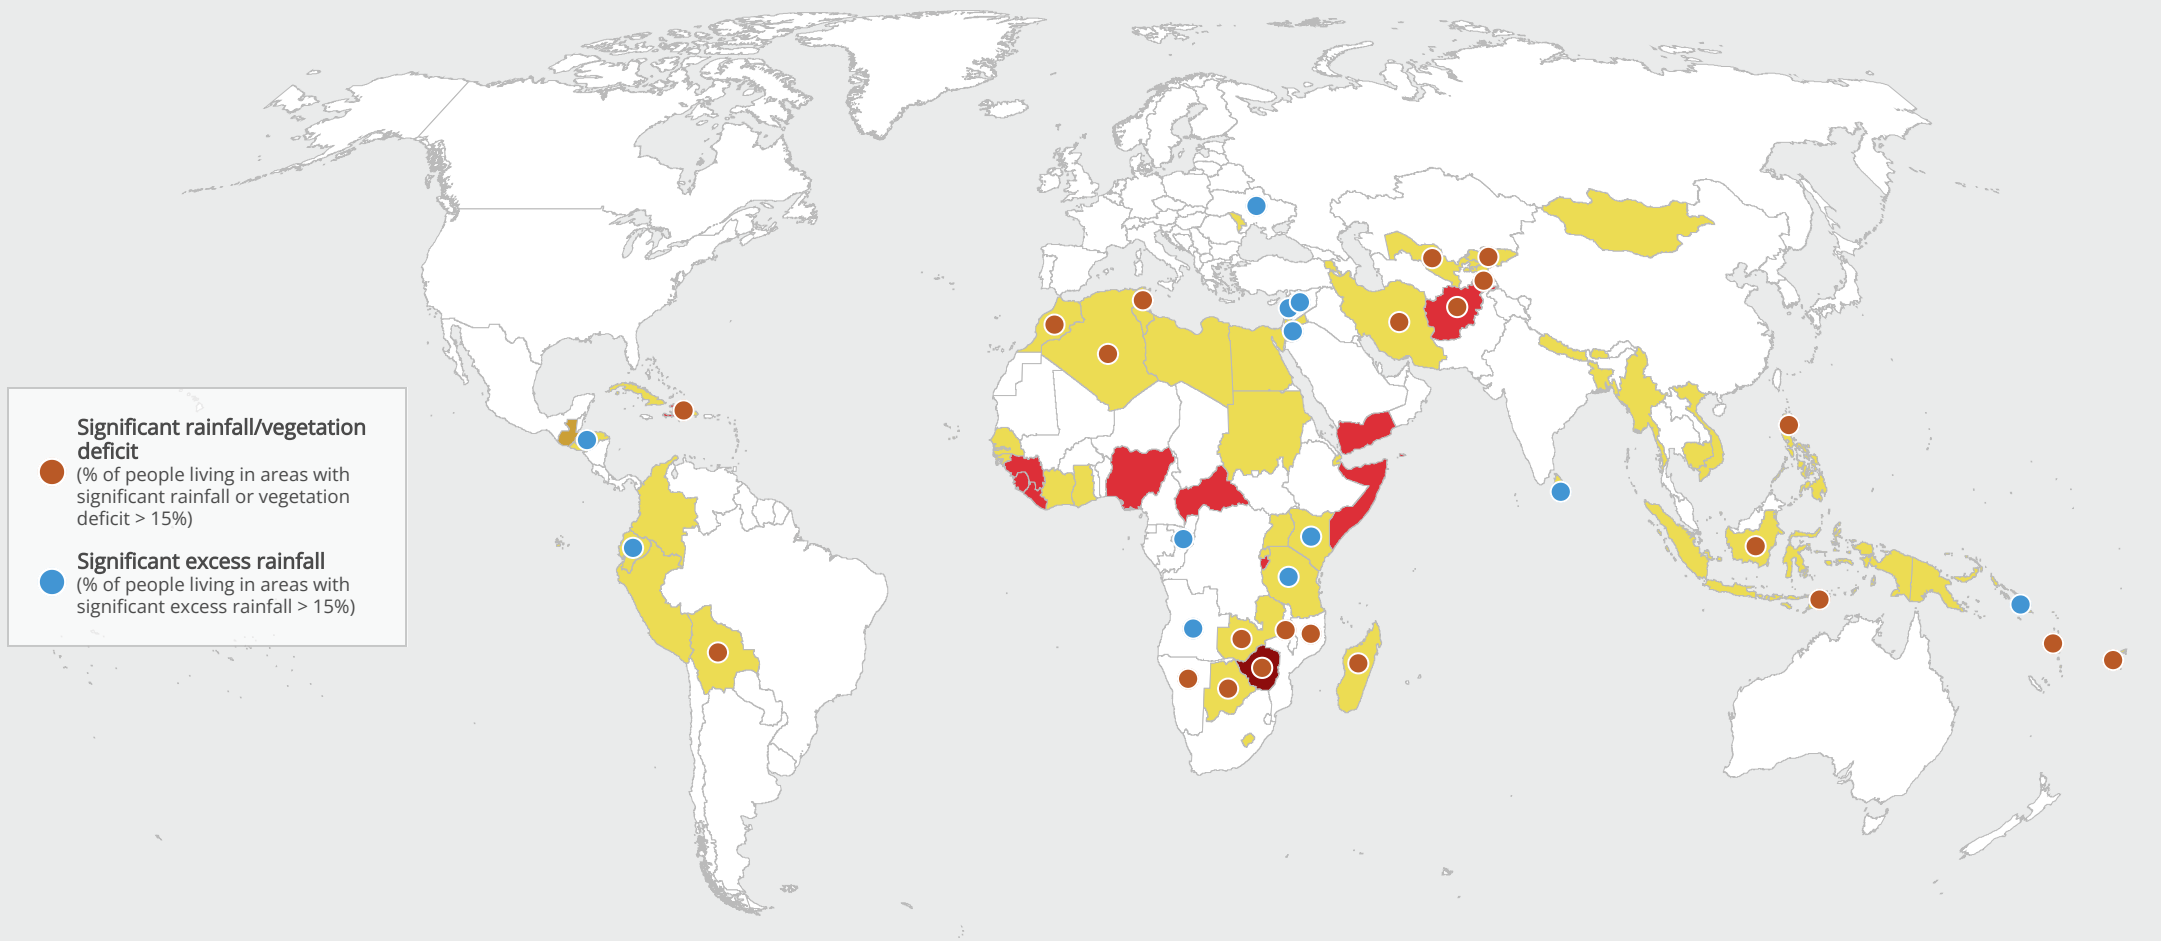 Significant rainfall/vegetation
deficit
(% of people living in areas with
significant rainfall or vegetation
deficit > 15%)
Significant excess rainfall
(% of people living in areas with
significant excess rainfall > 15%)